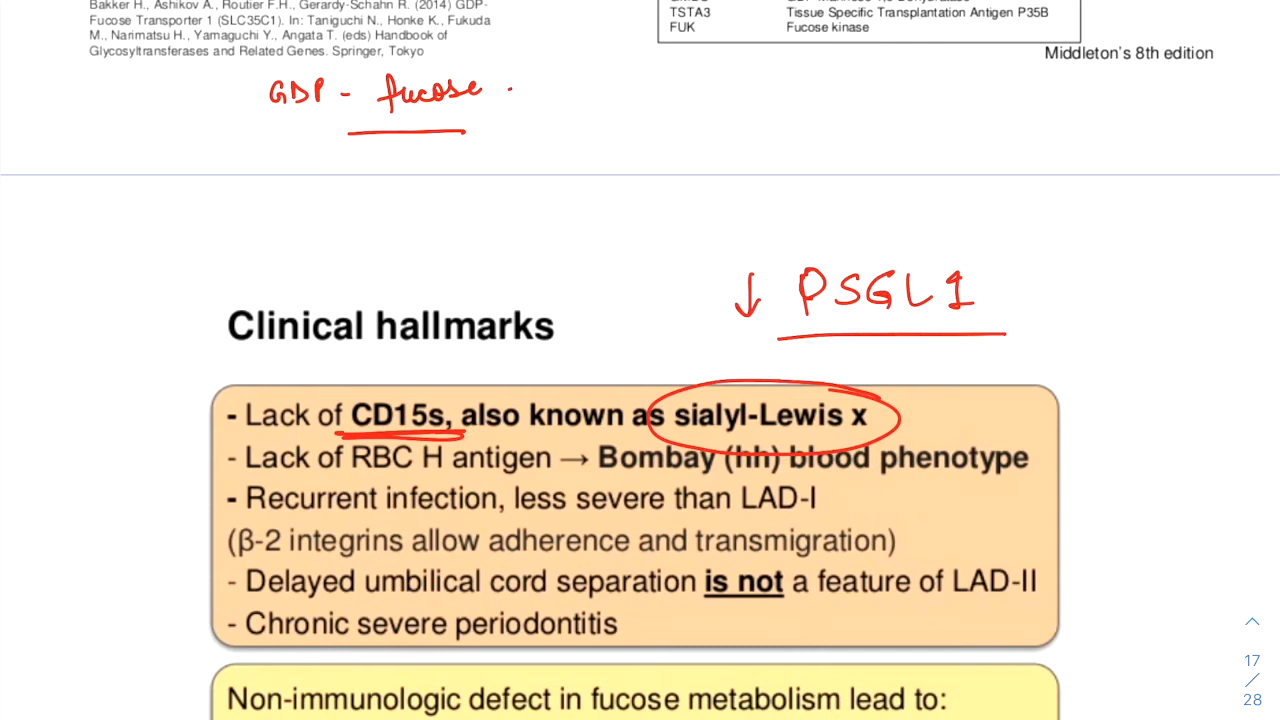 Bakker H., Ashikov A., Routier F.H., Gerardy-Schahn R. (2014) GDP-
Fucose Transporter 1 (SLC35C1). In: Taniguchi N., Honke K., Fukuda
M., Narimatsu H., Yamaguchi Y., Angata T. (eds) Handbook of
Glycosyltransferases and Related Genes. Springer, Tokyo
TSTA3 Tissue Specific Transplantation Antigen P35B
FUK Fucose kinase
Middleton's 8th edition
GDP - fucose .
↓ PSGL1
Clinical hallmarks
- Lack of CD15s, also known as sialyl-Lewis x
- Lack of RBC H antigen → Bombay (hh) blood phenotype
- Recurrent infection, less severe than LAD-I
(β-2 integrins allow adherence and transmigration)
- Delayed umbilical cord separation is not a feature of LAD-II
- Chronic severe periodontitis
Non-immunologic defect in fucose metabolism lead to:
17
/
28